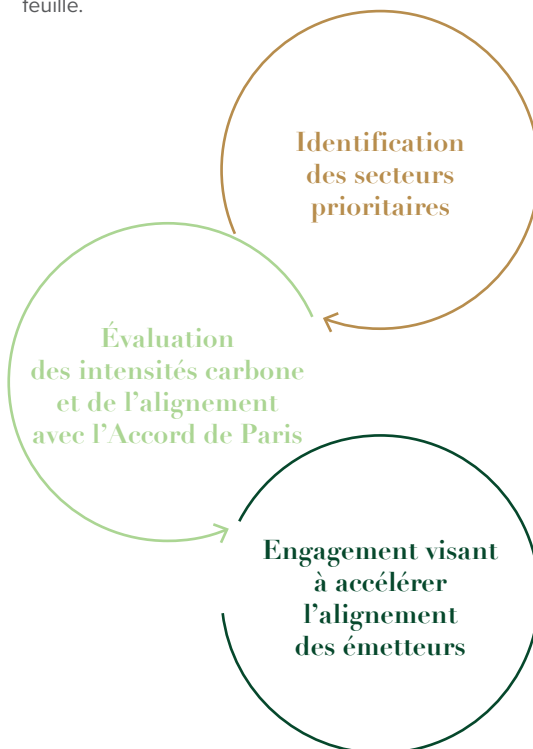 feuille.
Identification
des secteurs
prioritaires
Évaluation
des intensités carbone
et de l’alignement
avec l’Accord de Paris
Engagement visant
à accélérer
l’alignement
des émetteurs